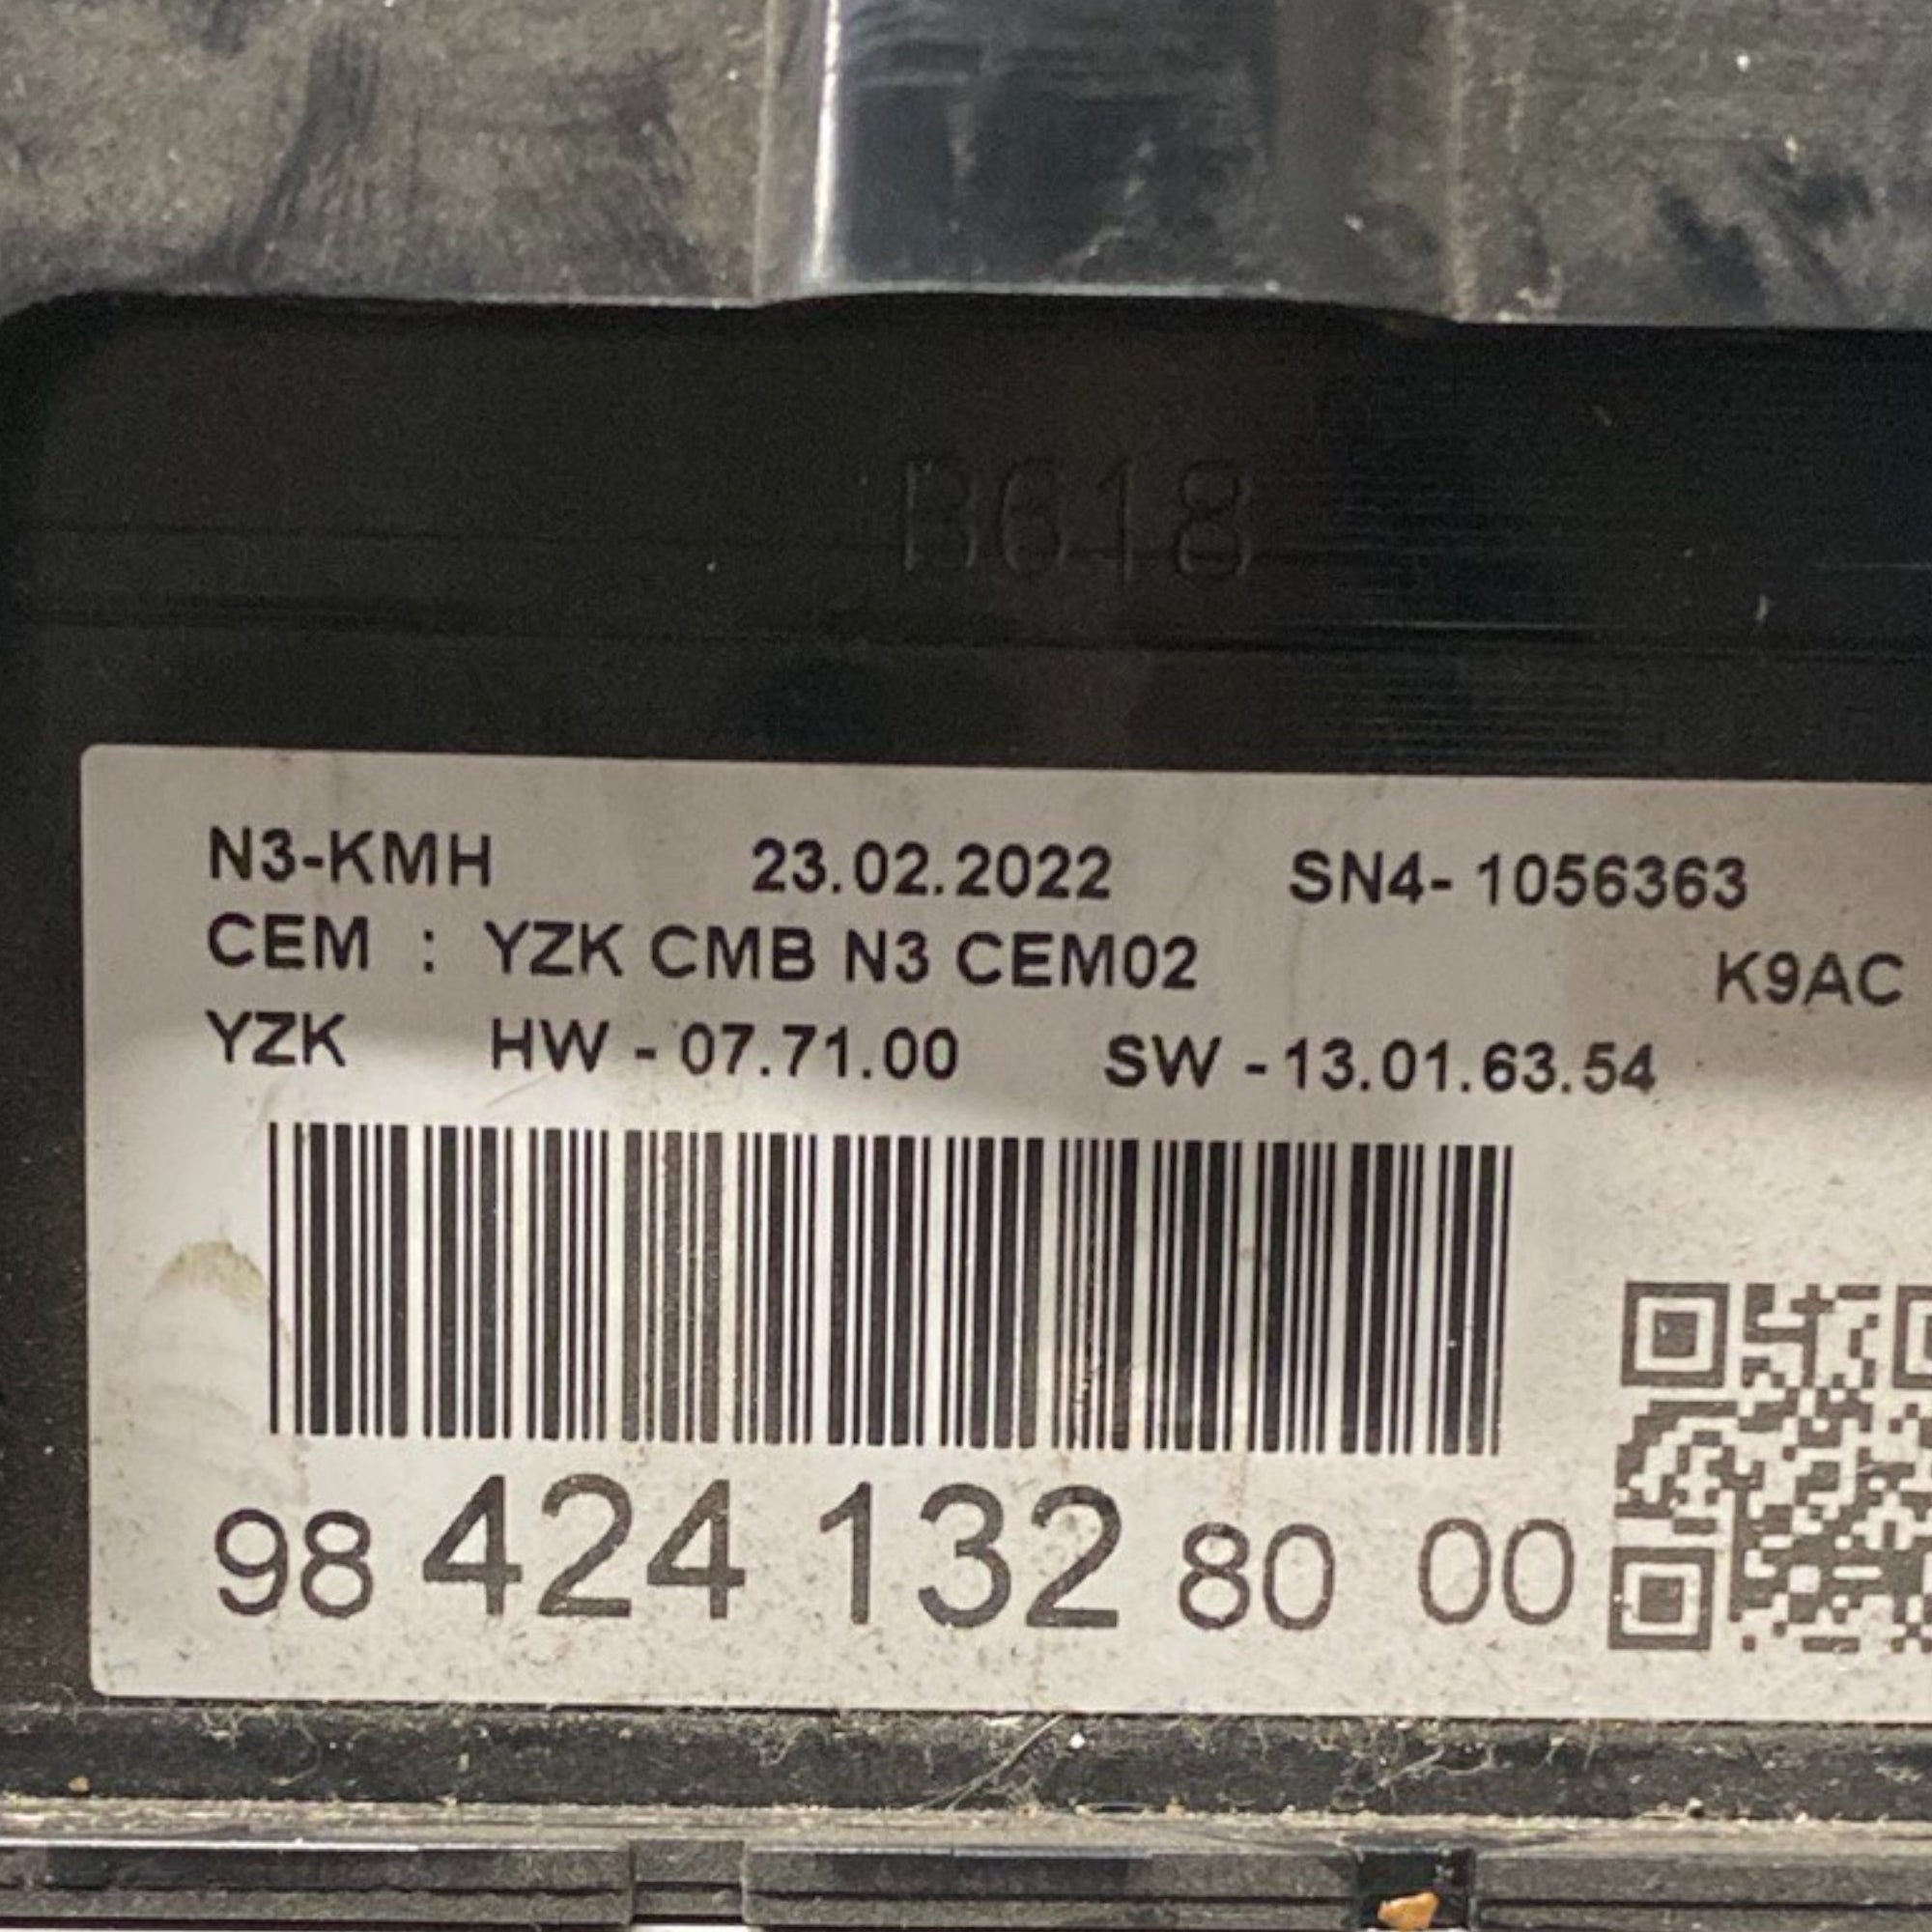 B618
N3-KMH 23.02.2022 SN4- 1056363
CEM : YZK CMB N3 CEM02 K9AC
YZK HW - 07.71.00 SW - 13.01.63.54
98 424 132 80 00